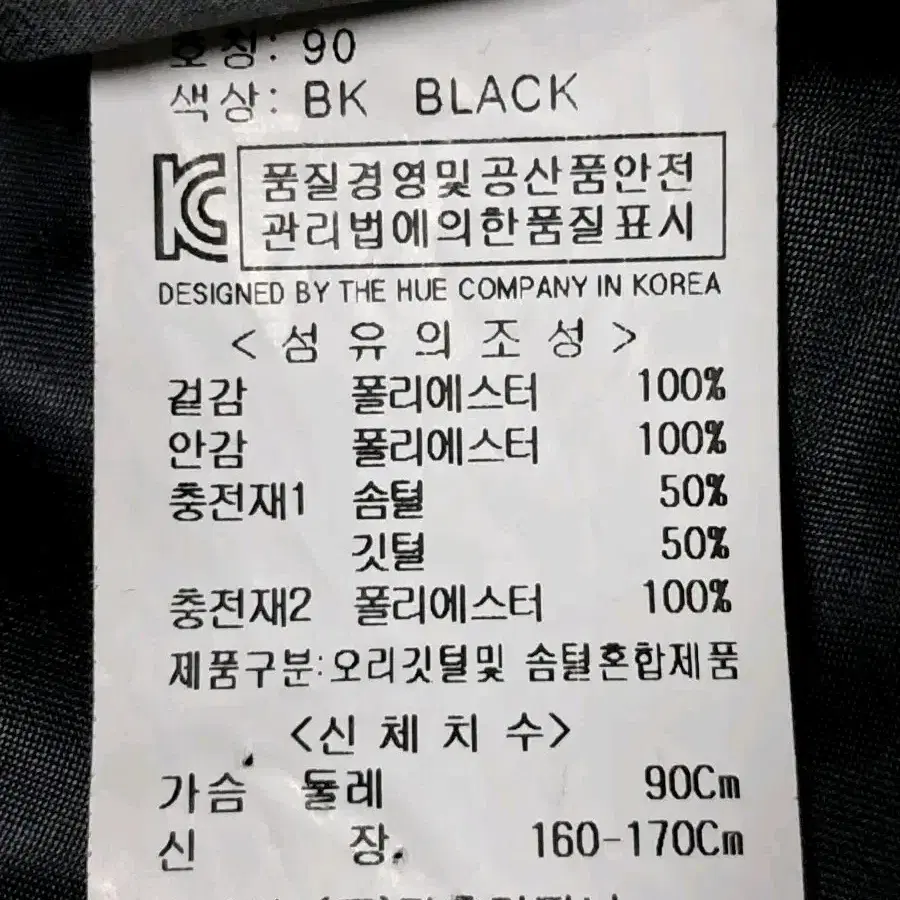 호칭: 90
색상: BK BLACK
KC
품질경영및공산품안전
관리법에의한품질표시
DESIGNED BY THE HUE COMPANY IN KOREA
<섬유의조성>
겉감 폴리에스터 100%
안감 폴리에스터 100%
충전재1 솜털 50%
깃털 50%
충전재2 폴리에스터 100%
제품구분:오리깃털및 솜털혼합제품
<신체치수>
가슴 둘레 90Cm
신 장. 160-170Cm